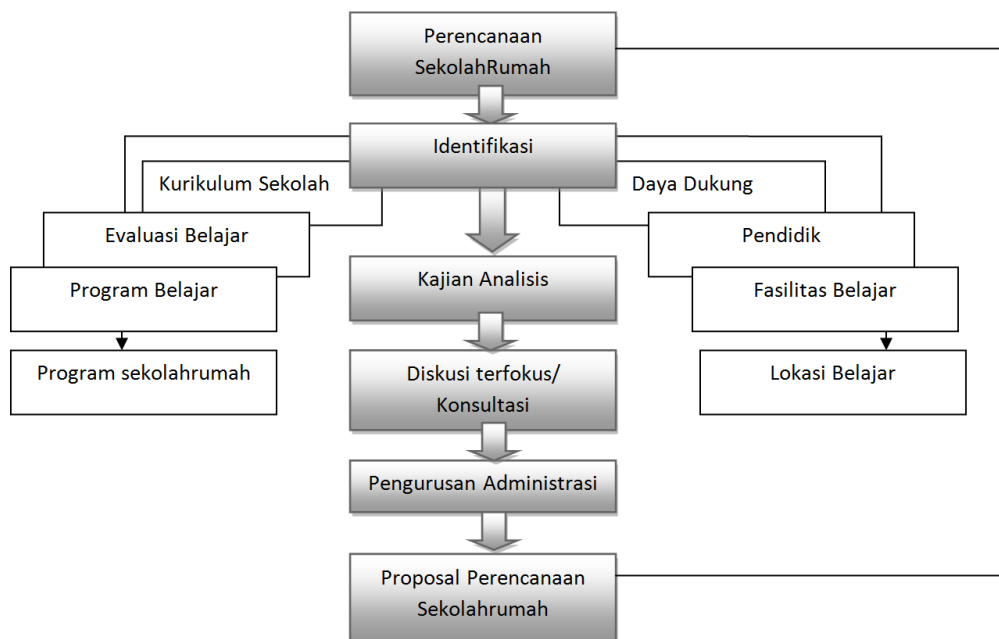 Perencanaan
SekolahRumah
Identifikasi
Kurikulum Sekolah
Daya Dukung
Evaluasi Belajar
Pendidik
Program Belajar
Kajian Analisis
Fasilitas Belajar
Program sekolahrumah
Diskusi terfokus/
Konsultasi
Lokasi Belajar
Pengurusan Administrasi
Proposal Perencanaan
Sekolahrumah